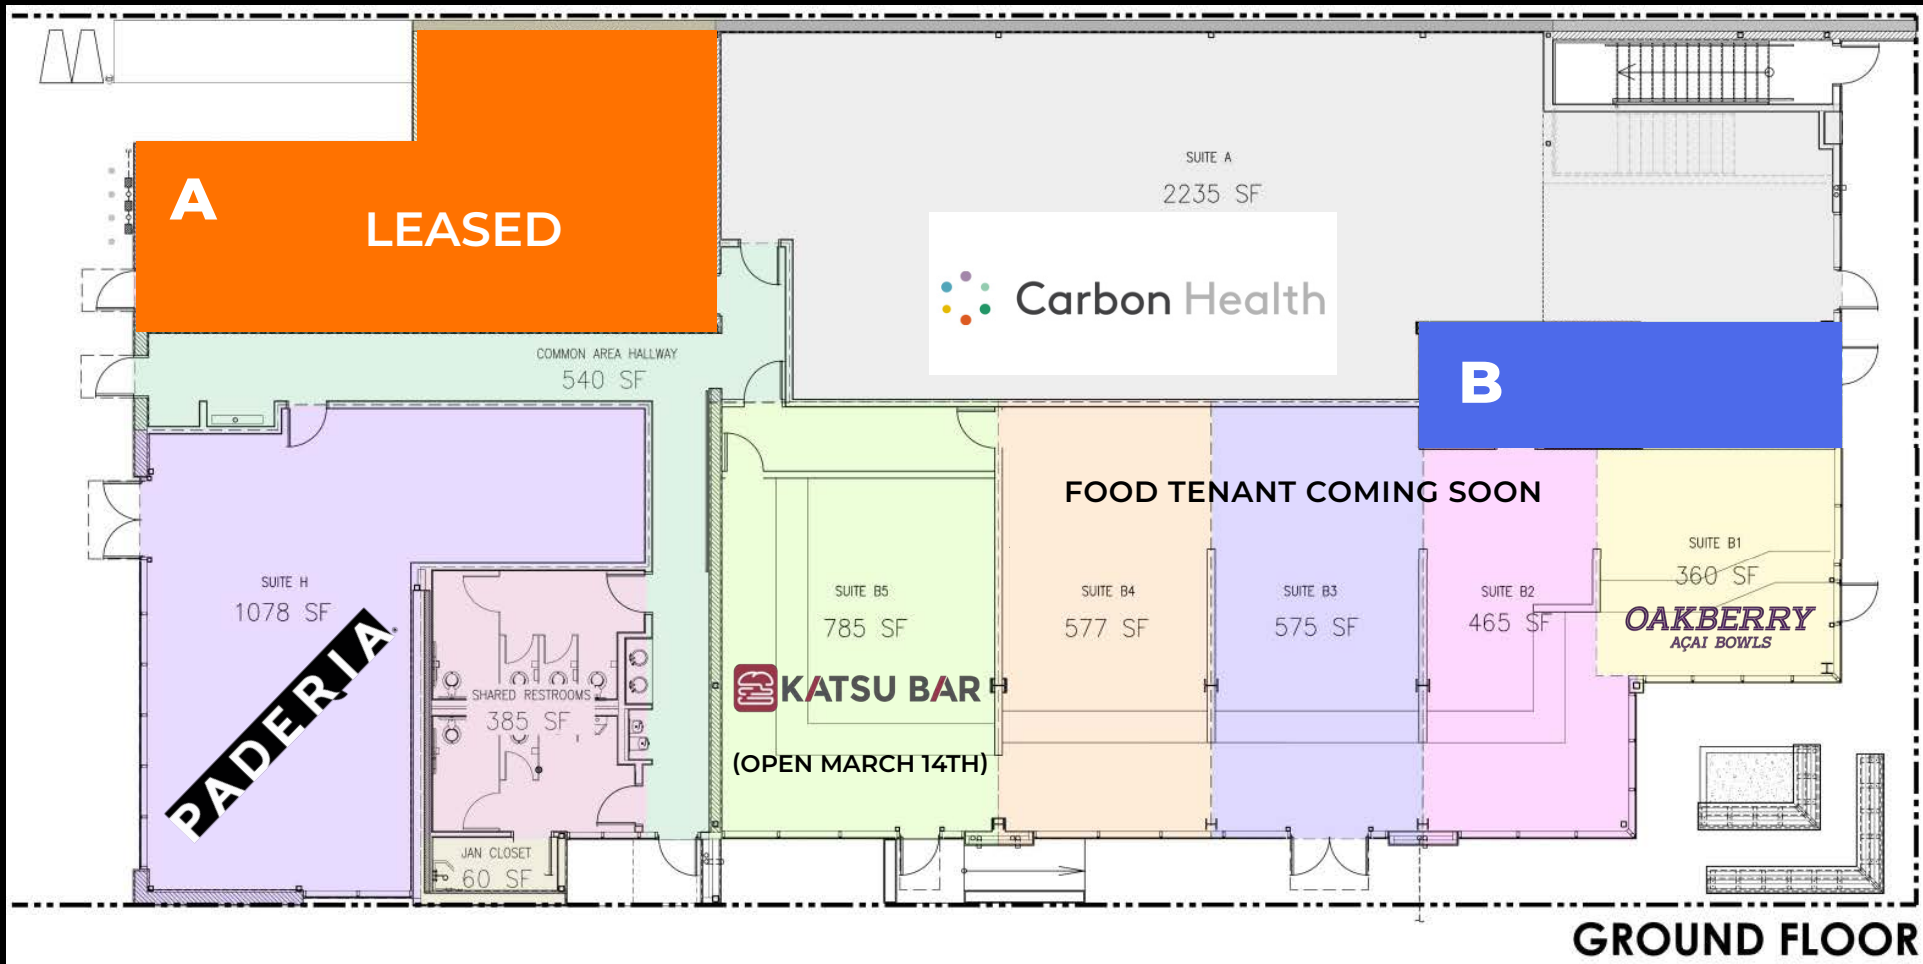 A
LEASED
SUITE A
2235 SF
Carbon Health
COMMON AREA HALLWAY
540 SF
B
FOOD TENANT COMING SOON
SUITE H
1078 SF
PADERIA
SHARED RESTROOMS
385 SF
JAN CLOSET
60 SF
SUITE B5
785 SF
KATSU BAR
(OPEN MARCH 14TH)
SUITE B4
577 SF
SUITE B3
575 SF
SUITE B2
465 SF
SUITE B1
360 SF
OAKBERRY
AÇAI BOWLS
GROUND FLOOR